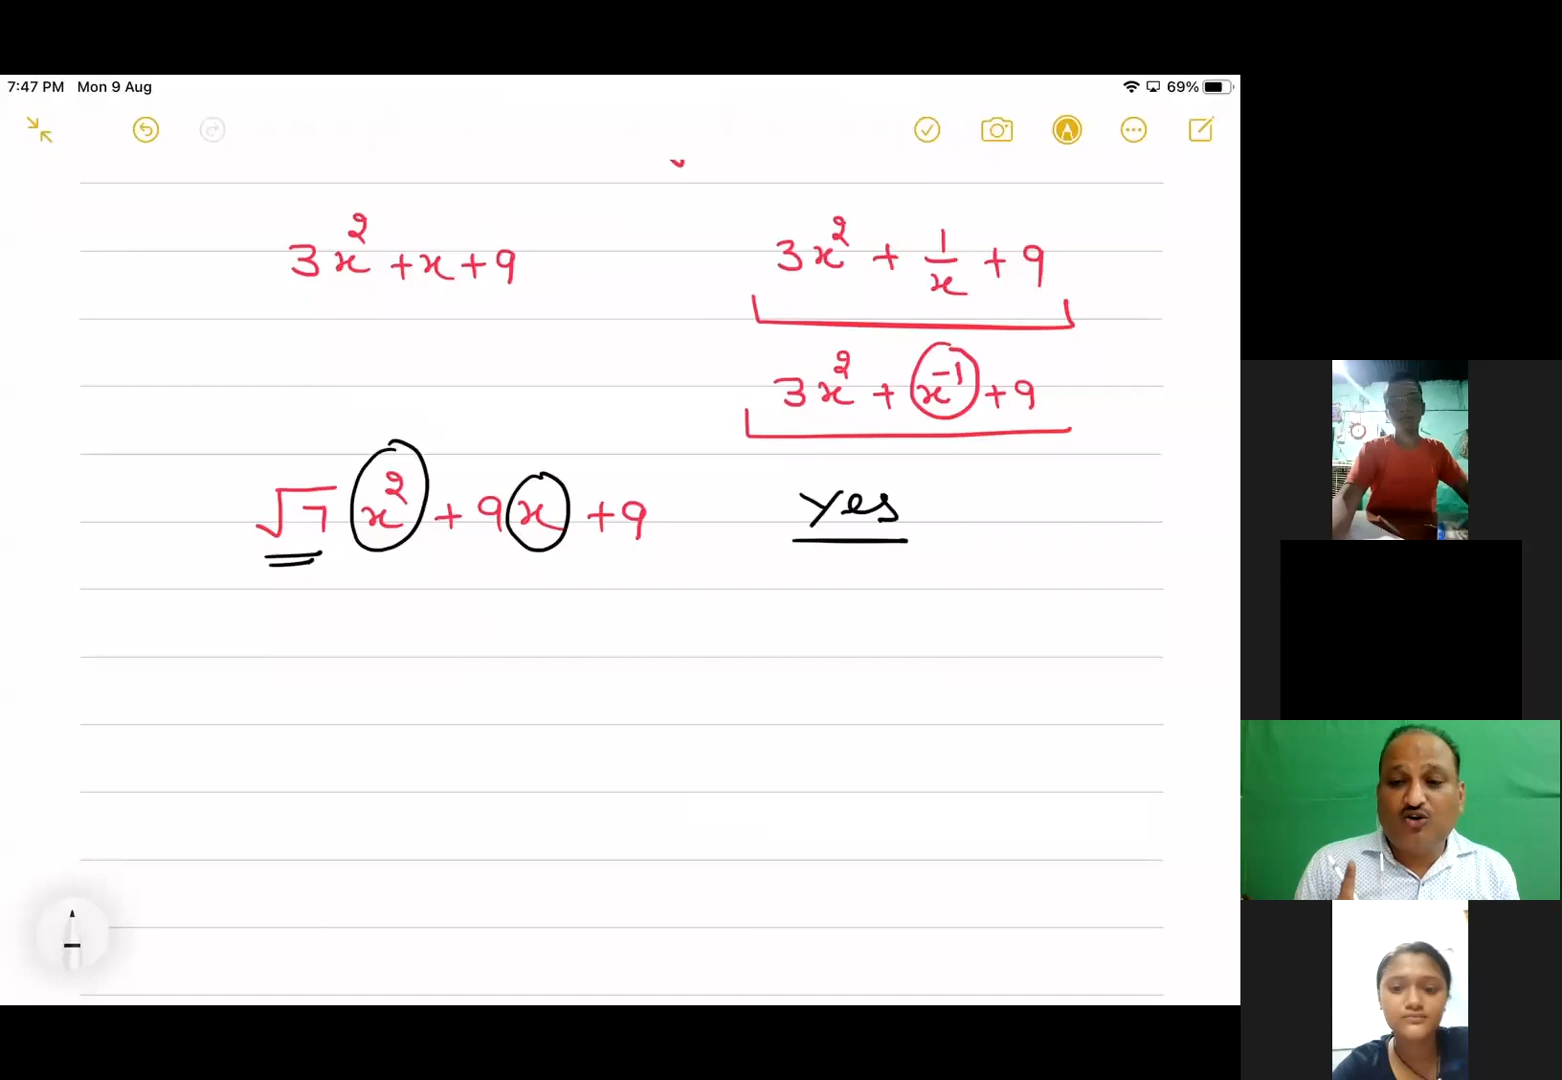 7:47 PM Mon 9 Aug 69%
3x² + x + 9
3x² + 1/x + 9
3x² + x⁻¹ + 9
√7 x² + 9x + 9
Yes